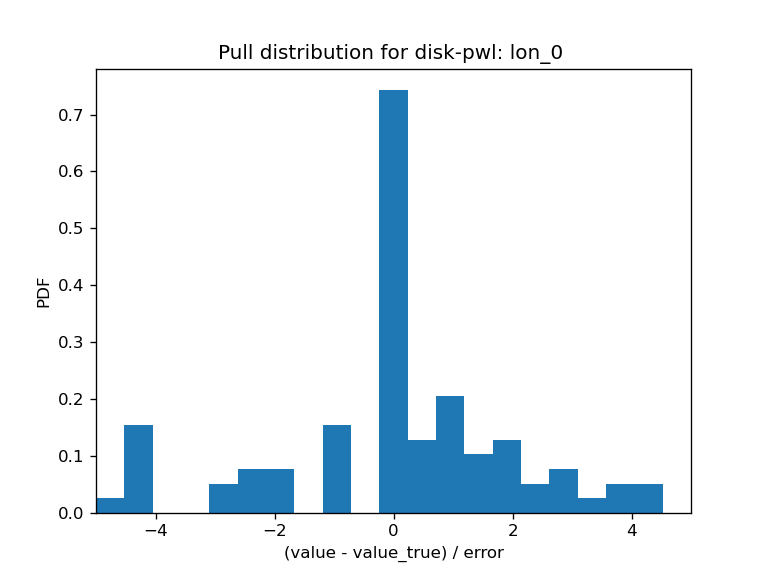 Pull distribution for disk-pwl: lon_0
PDF
0.7
0.6
0.5
0.4
0.3
0.2
0.1
0.0
−4 −2 0 2 4
(value - value_true) / error